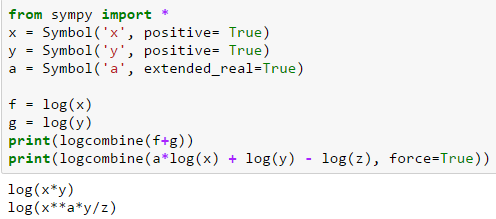 from sympy import *
x = Symbol('x', positive= True)
y = Symbol('y', positive= True)
a = Symbol('a', extended_real=True)
f = log(x)
g = log(y)
print(logcombine(f+g))
print(logcombine(a*log(x) + log(y) - log(z), force=True))
log(x*y)
log(x**a*y/z)